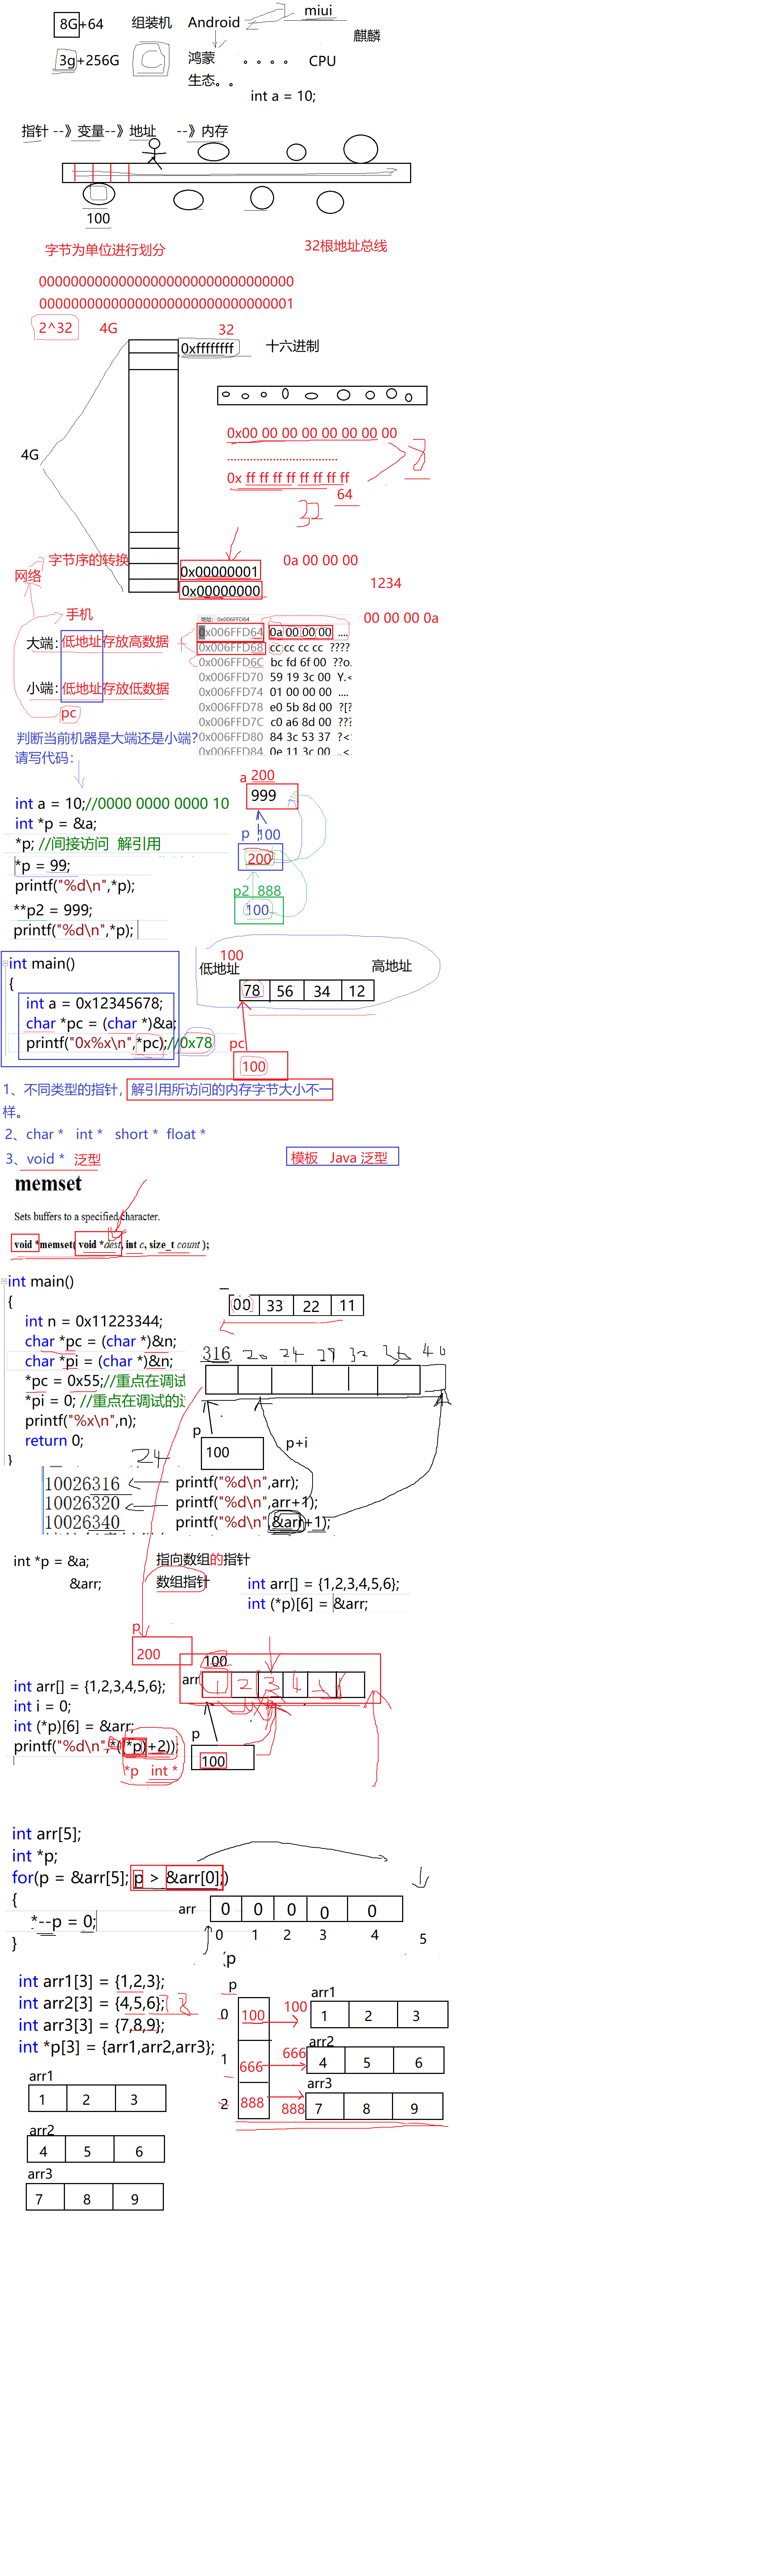 8G+64 组装机 Android miui
麒麟
3g+256G 鸿蒙 。。。。 CPU
生态。。
int a = 10;
指针 --》变量--》地址 --》内存
100
字节为单位进行划分 32根地址总线
00000000000000000000000000000000
00000000000000000000000000000001
2^32 4G 32
0xffffffff 十六进制
0x00 00 00 00 00 00 00 00
4G
0x ff ff ff ff ff ff ff ff
64
32
字节序的转换 0a 00 00 00
网络 0x00000001
1234
0x00000000
手机 00 00 00 0a
地址: 0x006FFD64
大端: 低地址存放高数据
小端: 低地址存放低数据
pc
0x006FFD64 0a 00 00 00 ....
0x006FFD68 cc cc cc cc ????
0x006FFD6C bc fd 6f 00 ??o.
0x006FFD70 59 19 3c 00 Y.<
0x006FFD74 01 00 00 00 ....
0x006FFD78 e0 5b 8d 00 ?[?
0x006FFD7C c0 a6 8d 00 ???
0x006FFD80 84 3c 53 37 ?<
0x006FFD84 0e 11 3c 00 ..<
判断当前机器是大端还是小端?
请写代码:
a 200
999
int a = 10;//0000 0000 0000 10
int *p = &a;
p 100
*p; //间接访问 解引用
200
*p = 99;
printf("%d\n",*p);
p2 888
100
**p2 = 999;
printf("%d\n",*p);
100
低地址 高地址
int main()
{
78 56 34 12
int a = 0x12345678;
char *pc = (char *)&a;
printf("0x%x\n",*pc);//0x78
pc
100
1、不同类型的指针，解引用所访问的内存字节大小不一
样。
2、char * int * short * float *
3、void * 泛型 模板 Java 泛型
memset
Sets buffers to a specified character.
void *memset( void *dest, int c, size_t count );
int main()
{
00 33 22 11
int n = 0x11223344;
char *pc = (char *)&n;
char *pi = (char *)&n;
*pc = 0x55;//重点在调试
*pi = 0; //重点在调试的
printf("%x\n",n);
return 0;
}
316 20 24 28 32 36 40
p
100
p+i
24
10026316 printf("%d\n",arr);
10026320 printf("%d\n",arr+1);
10026340 printf("%d\n",&arr+1);
int *p = &a; 指向数组的指针
&arr; 数组指针
int arr[] = {1,2,3,4,5,6};
int (*p)[6] = &arr;
p
200
100
arr 1 2 3 4
int arr[] = {1,2,3,4,5,6};
int i = 0;
int (*p)[6] = &arr;
printf("%d\n",*((*p)+2));
p
100
*p int *
int arr[5];
int *p;
for(p = &arr[5]; p > &arr[0];)
{
*--p = 0;
}
arr 0 0 0 0 0
0 1 2 3 4 5
p
int arr1[3] = {1,2,3};
int arr2[3] = {4,5,6};
int arr3[3] = {7,8,9};
int *p[3] = {arr1,arr2,arr3};
p
0 100 100 arr1
1 2 3
1 666 666 arr2
4 5 6
2 888 888 arr3
7 8 9
arr1
1 2 3
arr2
4 5 6
arr3
7 8 9